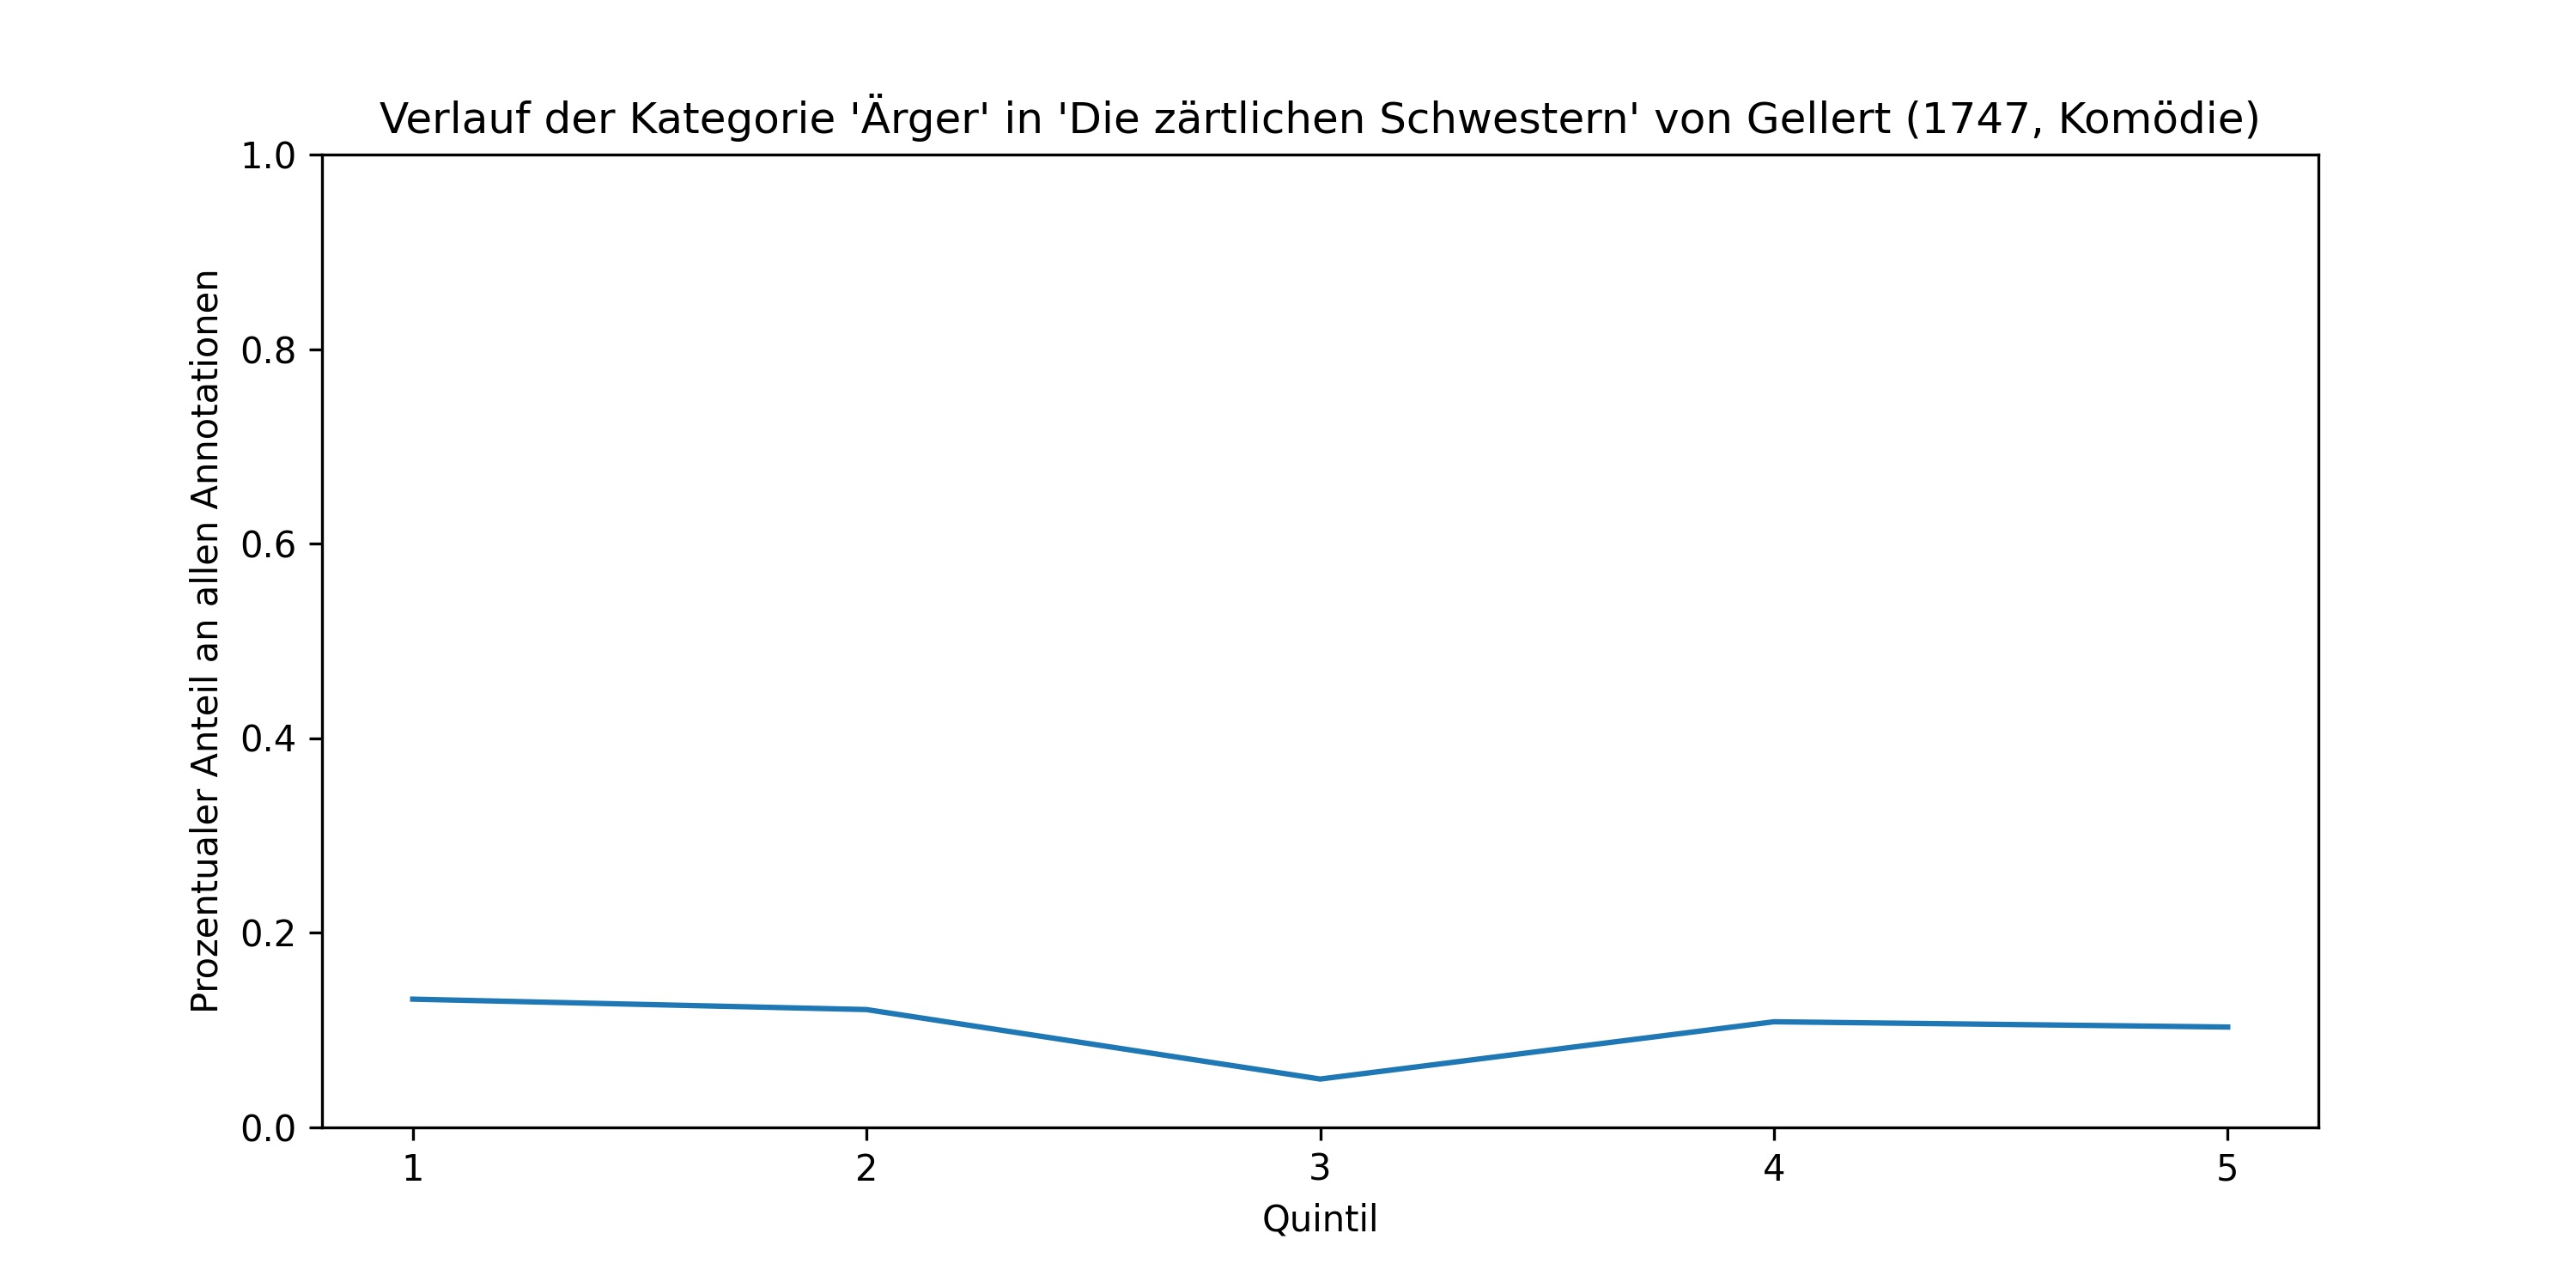 Verlauf der Kategorie 'Ärger' in 'Die zärtlichen Schwestern' von Gellert (1747, Komödie)
Prozentualer Anteil an allen Annotationen
1.0
0.8
0.6
0.4
0.2
0.0
1 2 3 4 5
Quintil